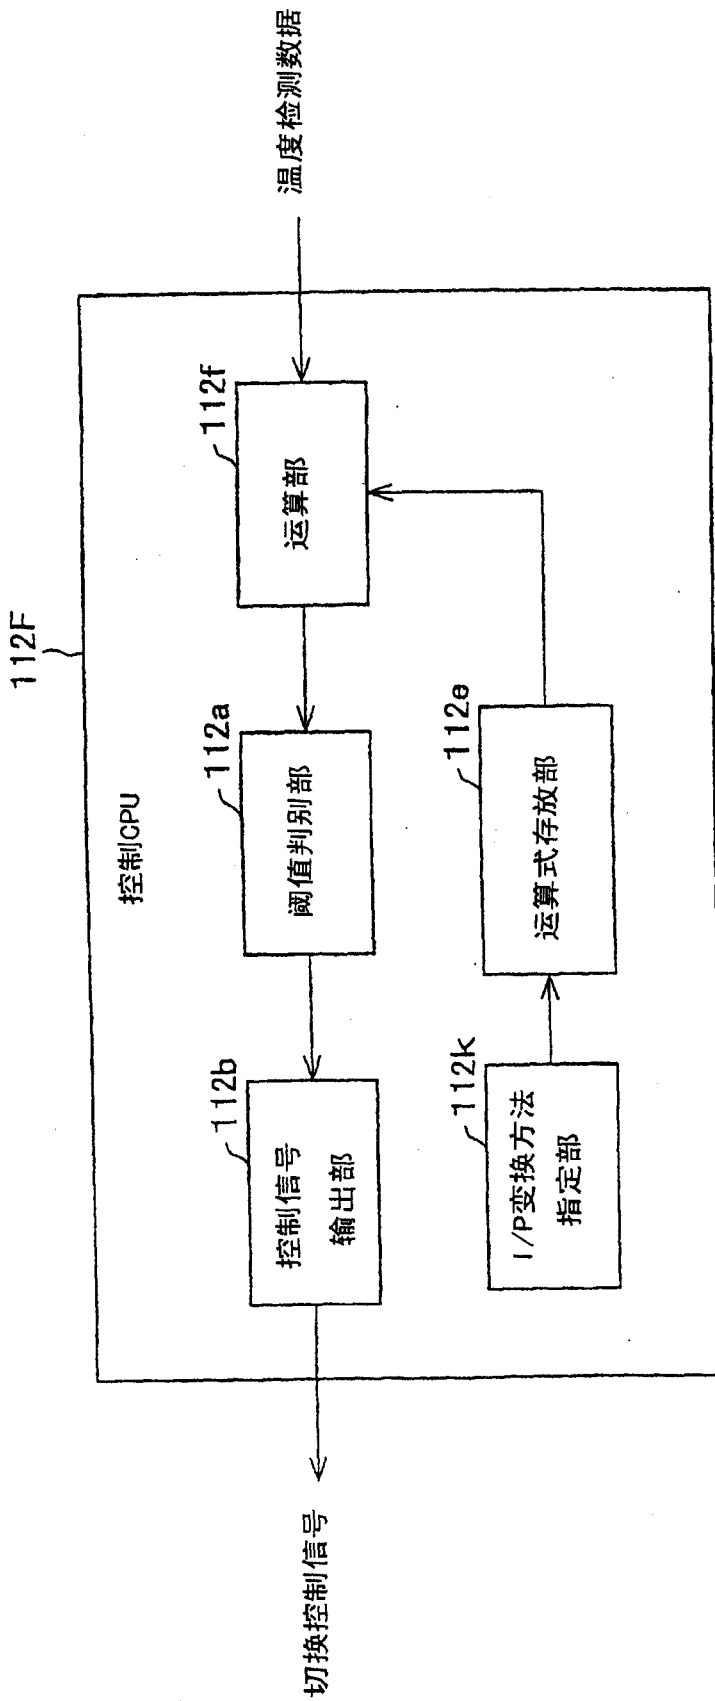 112F
控制CPU
切换控制信号
112b
控制信号
输出部
112a
阈值判别部
112f
运算部
温度检测数据
112k
I/P变换方法
指定部
112e
运算式存放部